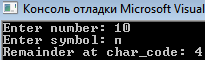 Консоль отладки Microsoft Visual
Enter number: 10
Enter symbol: n
Remainder at char_code: 4